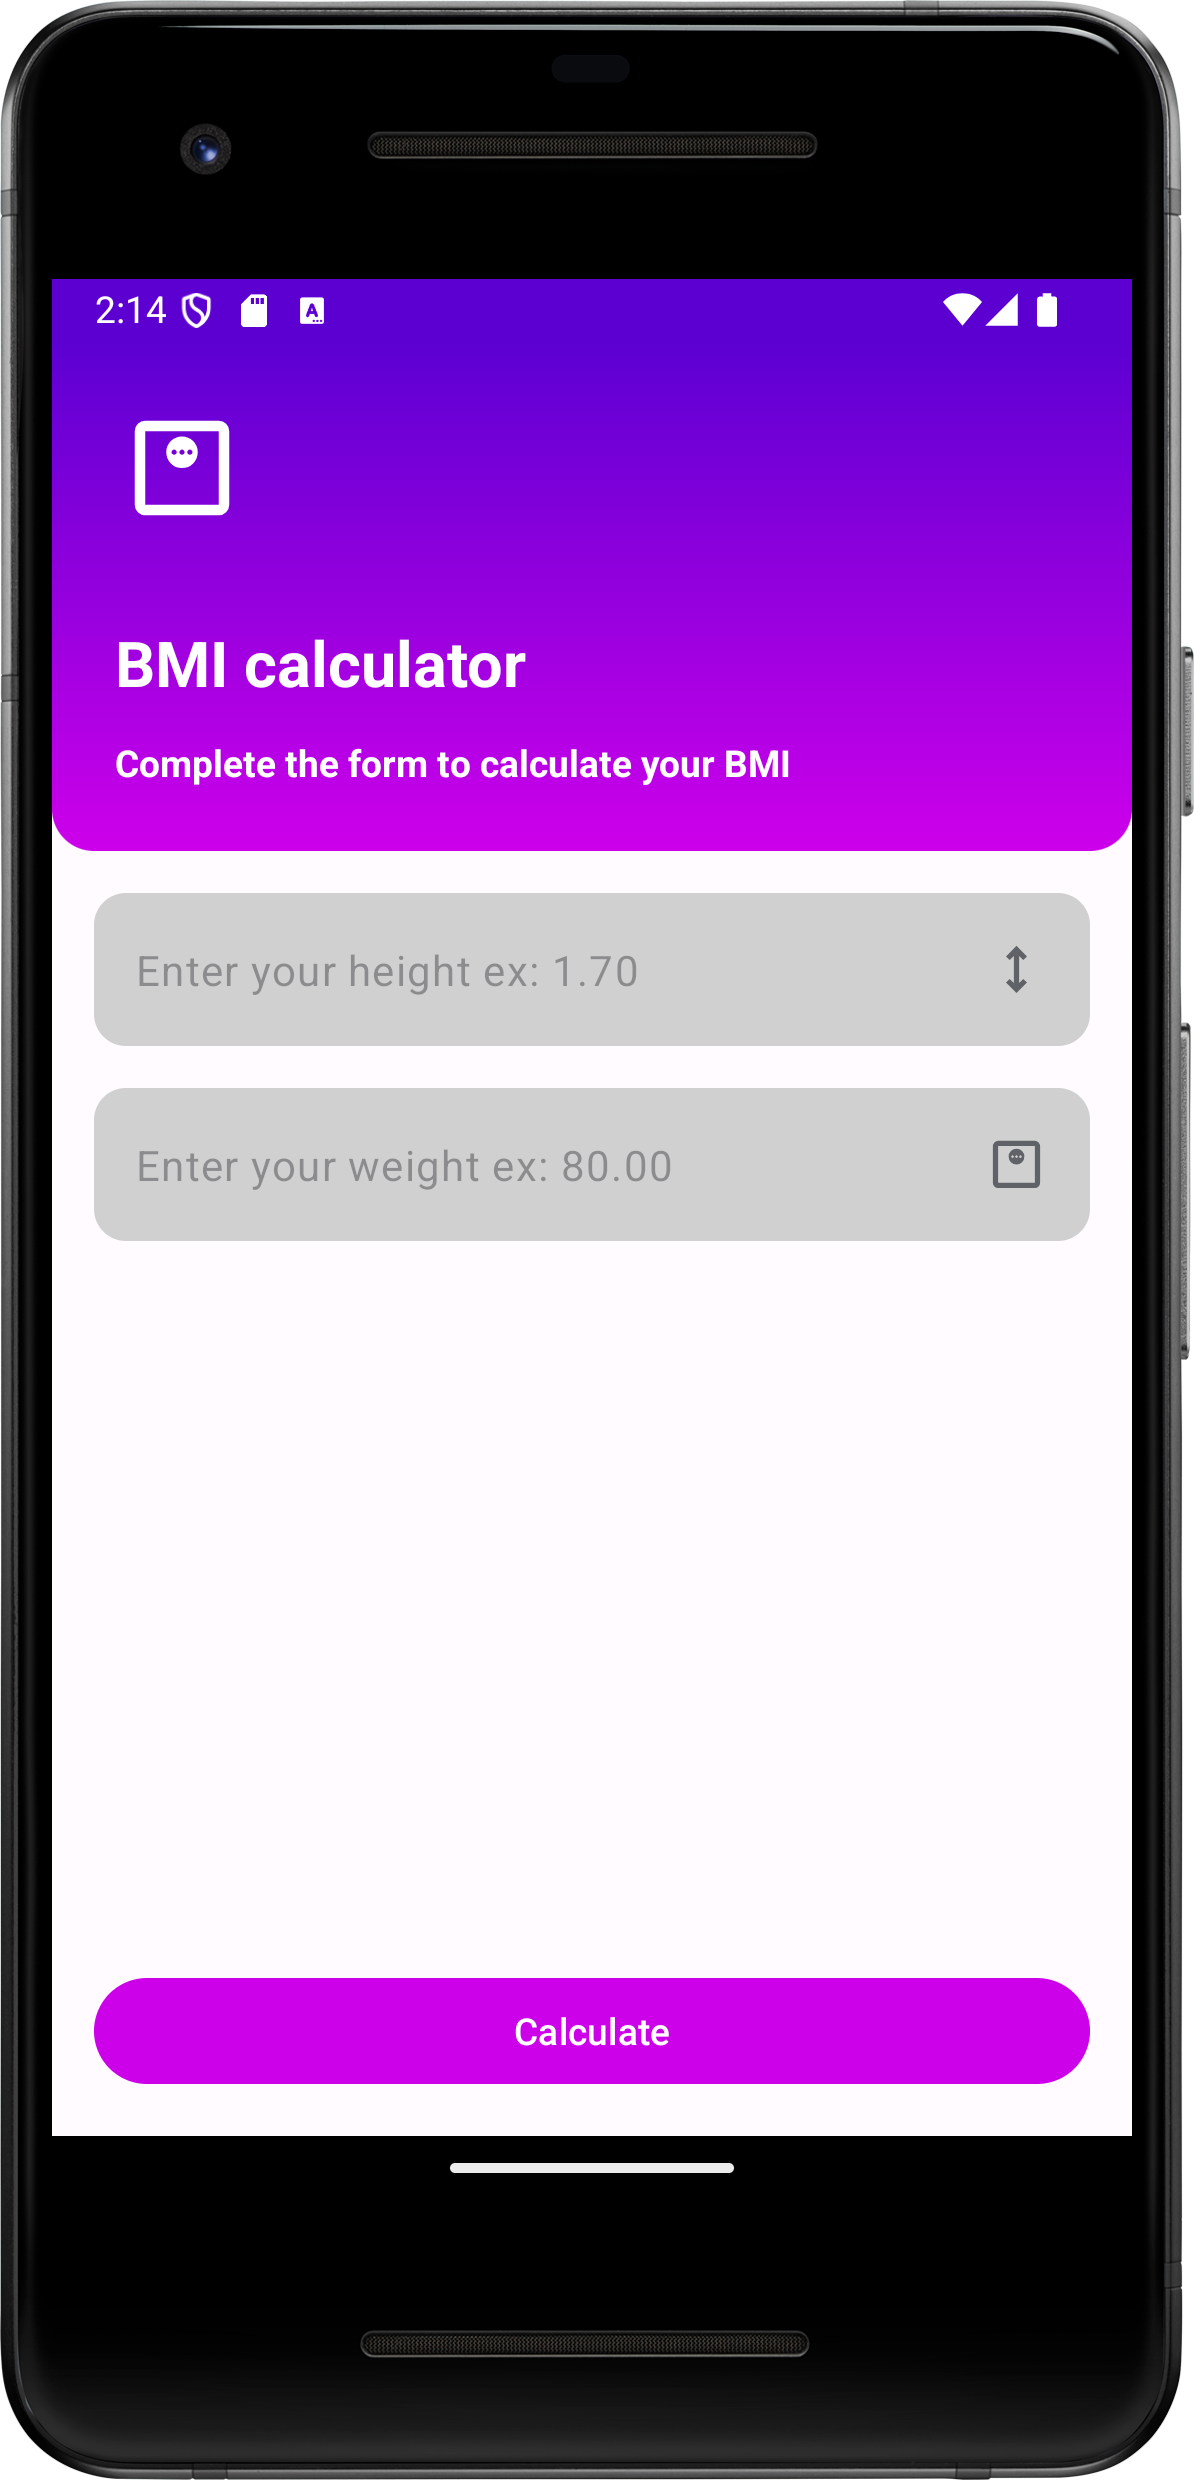 2:14
BMI calculator
Complete the form to calculate your BMI
Enter your height ex: 1.70
Enter your weight ex: 80.00
Calculate